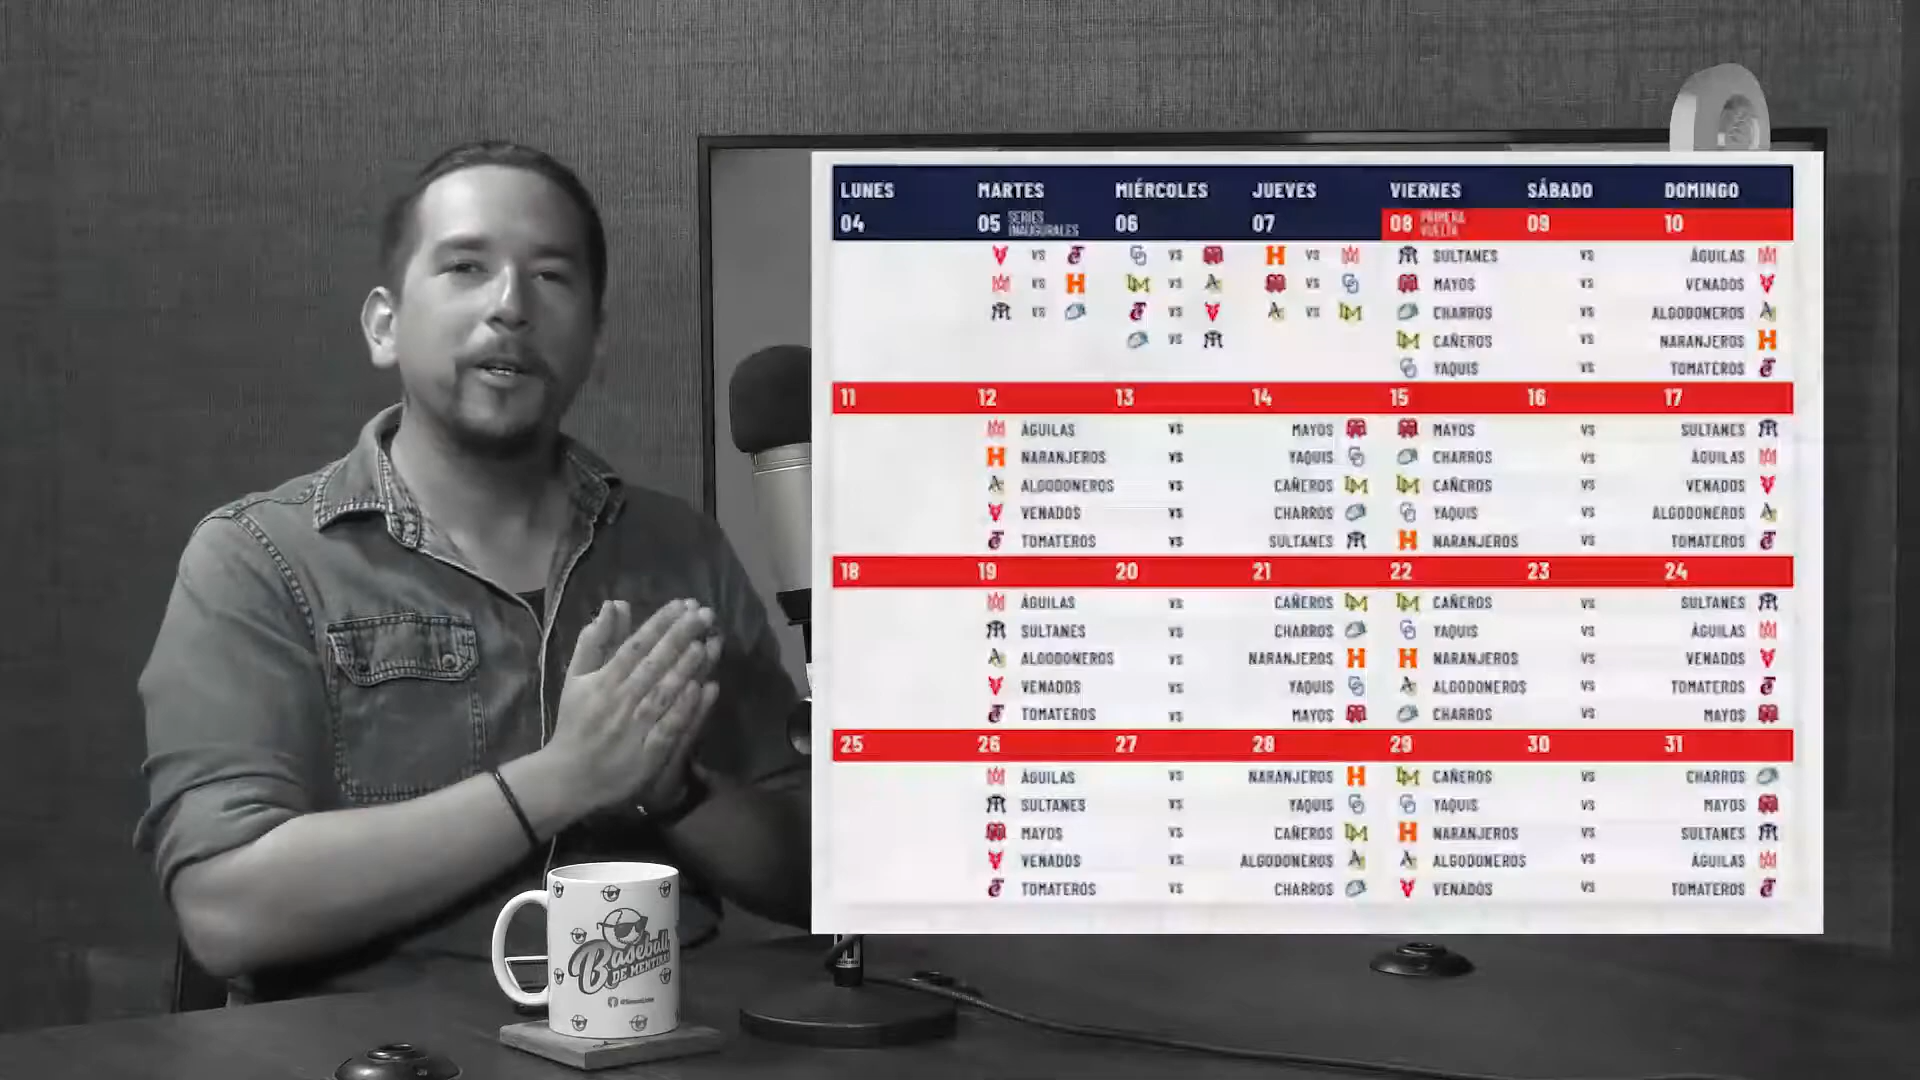 LUNES MARTES MIÉRCOLES JUEVES VIERNES SÁBADO DOMINGO
04 05 SERIES INAUGURALES 06 07 08 PRIMERA VUELTA 09 10
VS VS VS SULTANES VS ÁGUILAS
VS VS VS MAYOS VENADOS
VS VS VS CHARROS ALGODONEROS
VS CAÑEROS NARANJEROS
YAQUIS VS TOMATEROS
11 12 13 14 15 16 17
ÁGUILAS VS MAYOS MAYOS VS SULTANES
NARANJEROS VS YAQUIS CHARROS VS ÁGUILAS
ALGODONEROS VS CAÑEROS CAÑEROS VS VENADOS
VENADOS VS CHARROS YAQUIS VS ALGODONEROS
TOMATEROS VS SULTANES NARANJEROS VS TOMATEROS
18 19 20 21 22 23 24
ÁGUILAS VS CAÑEROS CAÑEROS VS SULTANES
SULTANES VS CHARROS YAQUIS VS ÁGUILAS
ALGODONEROS VS NARANJEROS NARANJEROS VS VENADOS
VENADOS VS YAQUIS ALGODONEROS VS TOMATEROS
TOMATEROS VS MAYOS CHARROS VS MAYOS
25 26 27 28 29 30 31
ÁGUILAS VS NARANJEROS CAÑEROS VS CHARROS
SULTANES VS YAQUIS YAQUIS VS MAYOS
MAYOS VS CAÑEROS NARANJEROS VS SULTANES
VENADOS VS ALGODONEROS ALGODONEROS VS ÁGUILAS
TOMATEROS VS CHARROS VENADOS VS TOMATEROS
Baseball
DE MENTIRAS